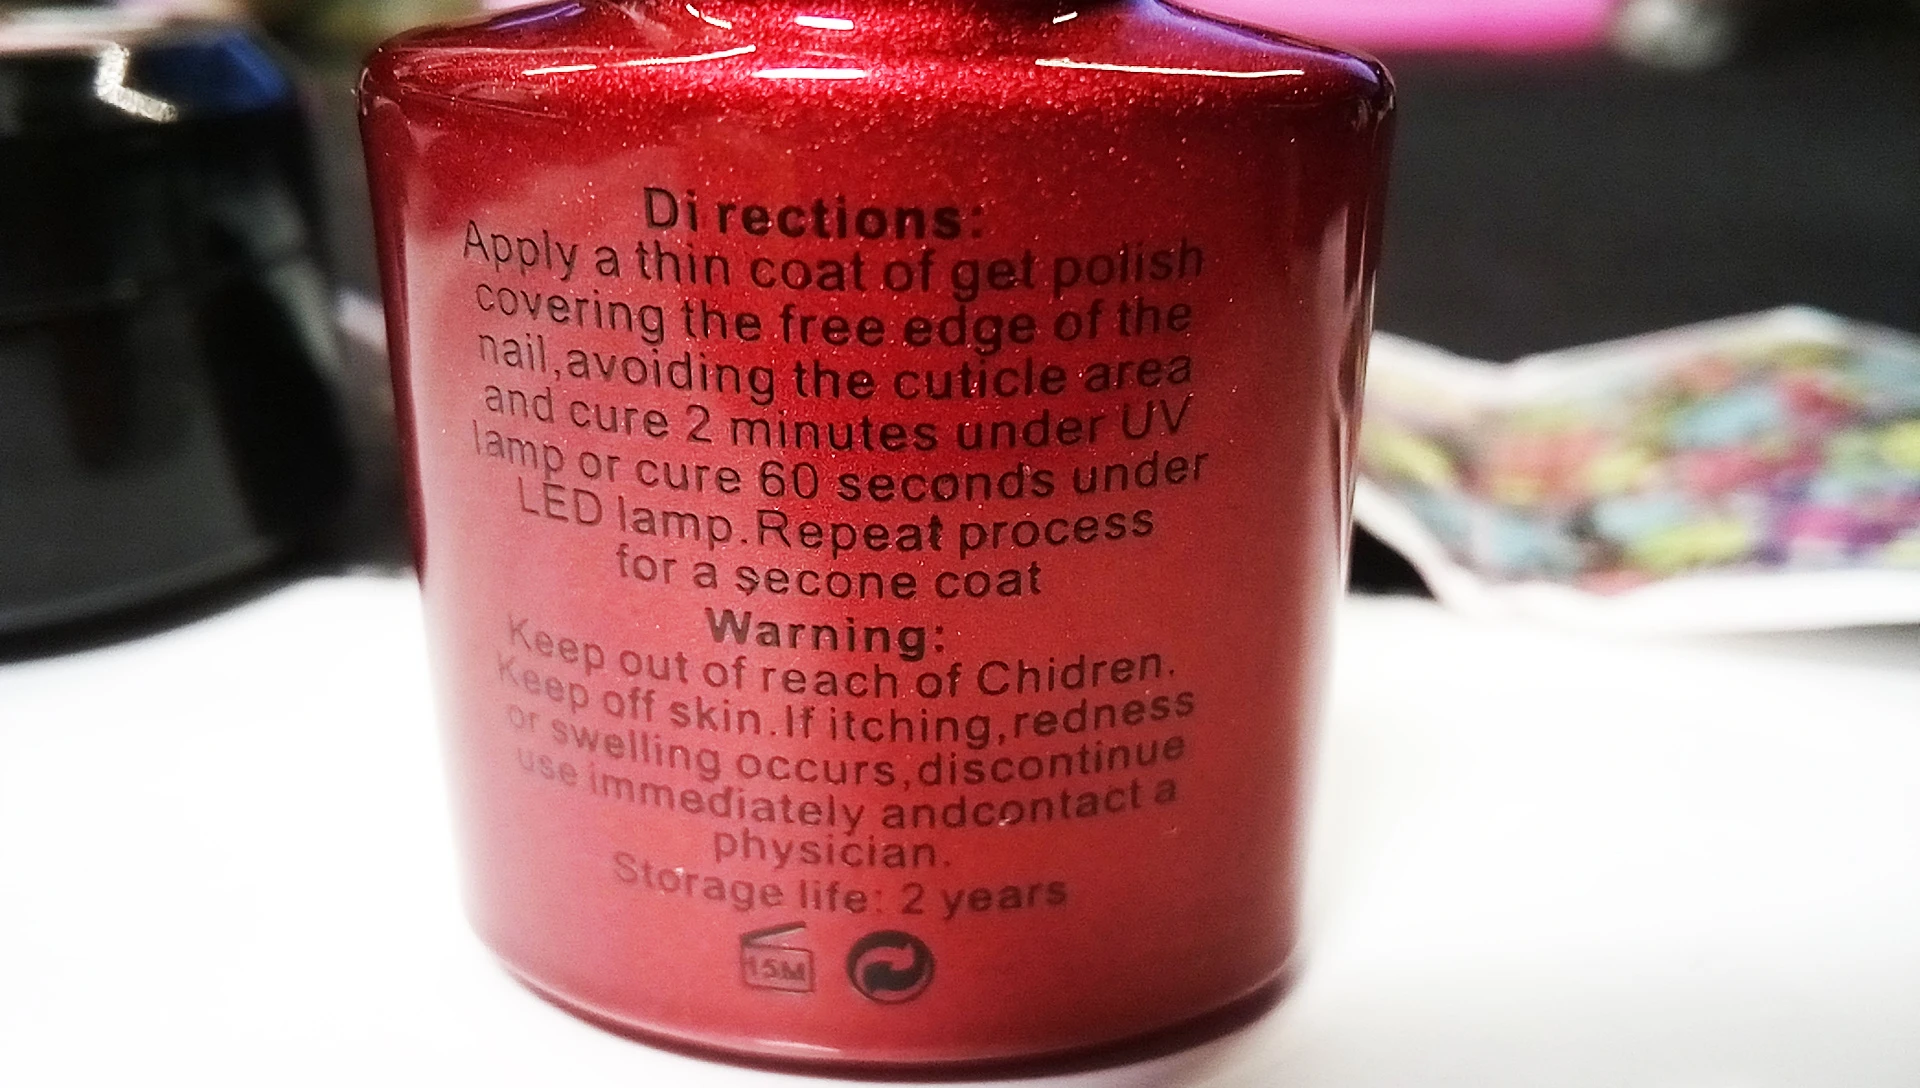 Di rections:
Apply a thin coat of get polish
covering the free edge of the
nail,avoiding the cuticle area
and cure 2 minutes under UV
lamp or cure 60 seconds under
LED lamp.Repeat process
for a secone coat
Warning:
Keep out of reach of Chidren.
Keep off skin.If itching,redness
or swelling occurs,discontinue
use immediately andcontact a
physician.
Storage life: 2 years
15M